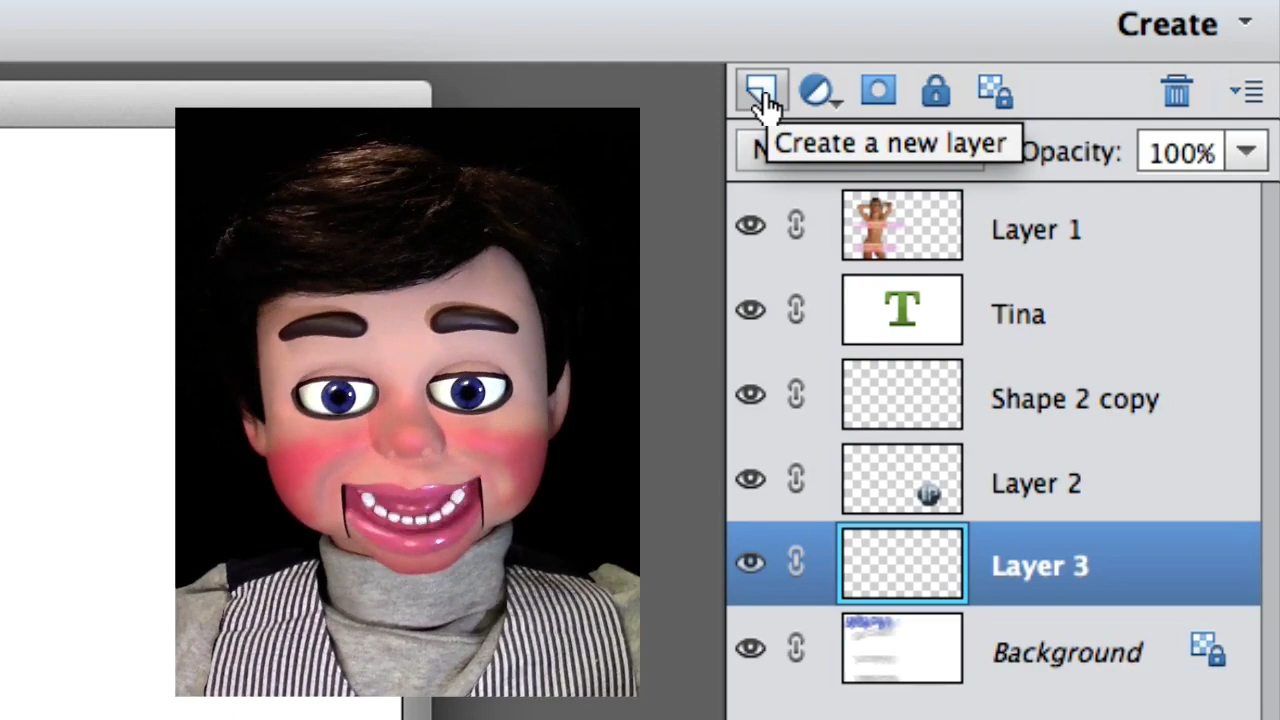 Create
Create a new layer
N
Opacity: 100%
Layer 1
T
Tina
Shape 2 copy
Layer 2
Layer 3
Background